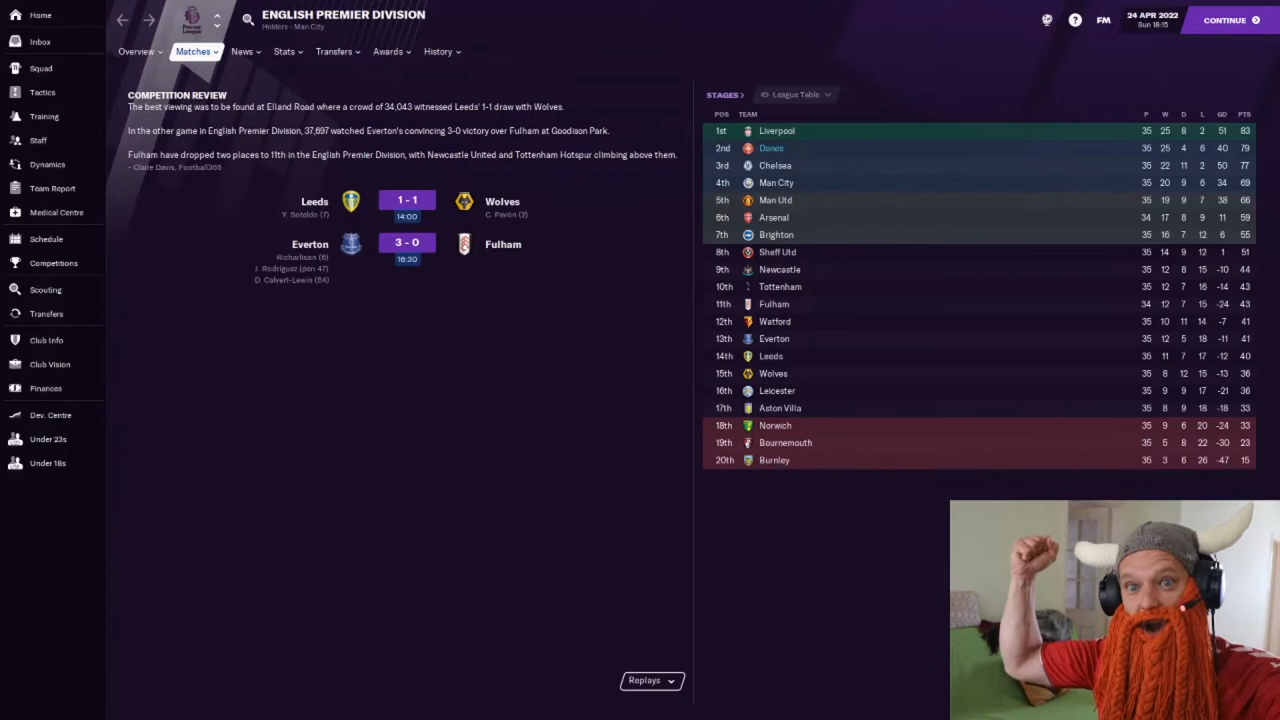 Home
Inbox
Squad
Tactics
Training
Staff
Dynamics
Team Report
Medical Centre
Schedule
Competitions
Scouting
Transfers
Club Info
Club Vision
Finances
Dev. Centre
Under 23s
Under 18s
ENGLISH PREMIER DIVISION
Holders - Man City
FM
24 APR 2022
Sun 18:15
CONTINUE
Overview
Matches
News
Stats
Transfers
Awards
History
COMPETITION REVIEW
The best viewing was to be found at Elland Road where a crowd of 34,043 witnessed Leeds' 1-1 draw with Wolves.
In the other game in English Premier Division, 37,697 watched Everton's convincing 3-0 victory over Fulham at Goodison Park.
Fulham have dropped two places to 11th in the English Premier Division, with Newcastle United and Tottenham Hotspur climbing above them.
- Claire Davis, Football365
Leeds 1 - 1 Wolves
Y. Soteldo (7) 14:00 C. Pavón (2)
Everton 3 - 0 Fulham
Richarlison (6) 16:30
J. Rodríguez (pen 47)
D. Calvert-Lewin (64)
Replays
STAGES > League Table
POS TEAM P W D L GD PTS
1st Liverpool 35 25 8 2 51 83
2nd Danes 35 25 4 6 40 79
3rd Chelsea 35 22 11 2 50 77
4th Man City 35 20 9 6 34 69
5th Man Utd 35 19 9 7 38 66
6th Arsenal 34 17 8 9 11 59
7th Brighton 35 16 7 12 6 55
8th Sheff Utd 35 14 9 12 1 51
9th Newcastle 35 12 8 15 -10 44
10th Tottenham 35 12 7 16 -14 43
11th Fulham 34 12 7 15 -24 43
12th Watford 35 10 11 14 -7 41
13th Everton 35 12 5 18 -11 41
14th Leeds 35 11 7 17 -12 40
15th Wolves 35 8 12 15 -13 36
16th Leicester 35 9 9 17 -21 36
17th Aston Villa 35 8 9 18 -18 33
18th Norwich 35 9 6 20 -24 33
19th Bournemouth 35 5 8 22 -30 23
20th Burnley 35 3 6 26 -47 15